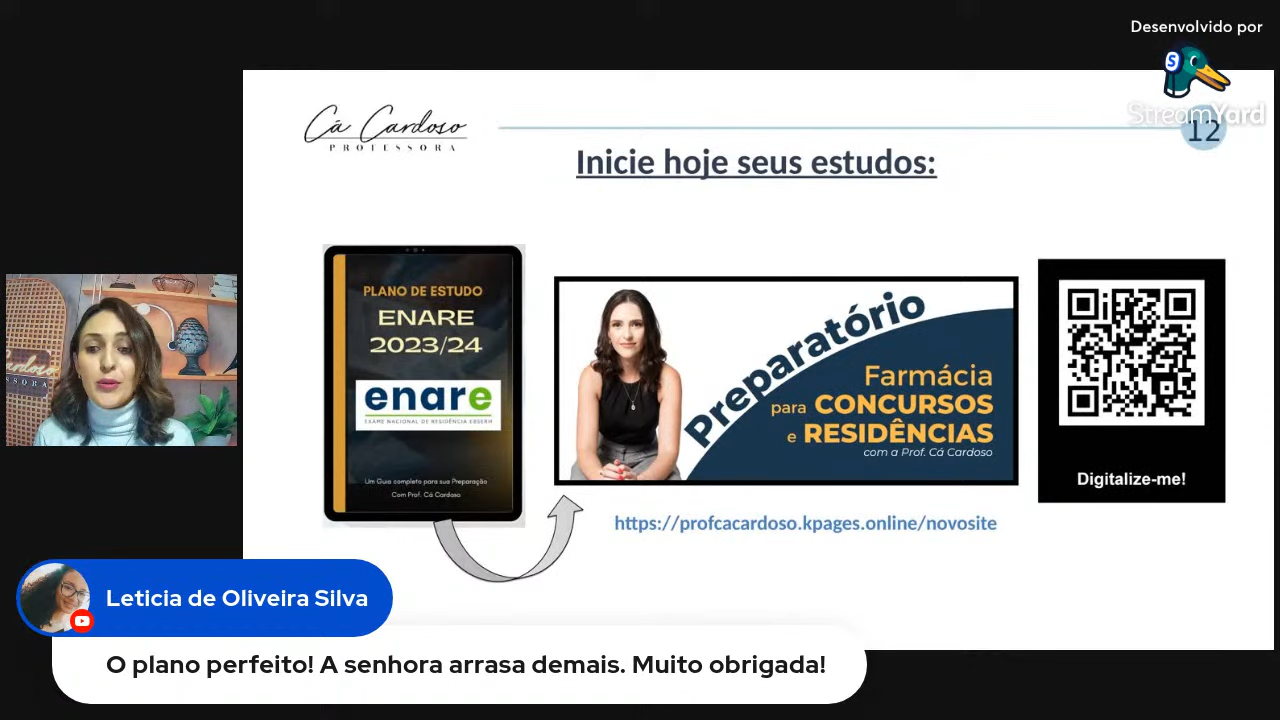 Desenvolvido por
StreamYard
Cá Cardoso
PROFESSORA
12
Inicie hoje seus estudos:
PLANO DE ESTUDO
ENARE
2023/24
enare
EXAME NACIONAL DE RESIDÊNCIA EBSERH
Um Guia completo para sua Preparação
Com Prof. Cá Cardoso
Preparatório
Farmácia
para CONCURSOS
e RESIDÊNCIAS
com a Prof. Cá Cardoso
Digitalize-me!
https://profcacardoso.kpages.online/novosite
Cardoso
Leticia de Oliveira Silva
O plano perfeito! A senhora arrasa demais. Muito obrigada!